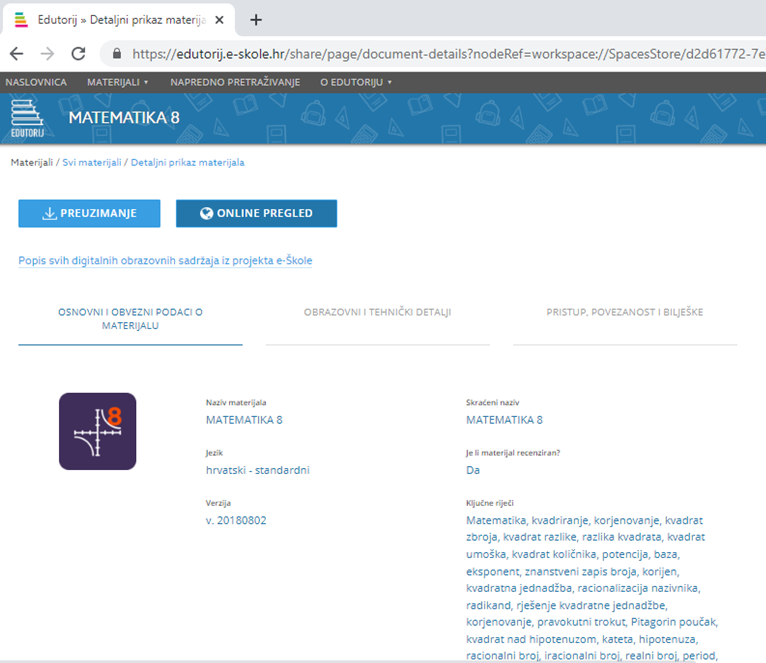 Edutorij » Detaljni prikaz materija
https://edutorij.e-skole.hr/share/page/document-details?nodeRef=workspace://SpacesStore/d2d61772-7e
NASLOVNICA MATERIJALI NAPREDNO PRETRAŽIVANJE O EDUTORIJU
EDUTORIJ
MATEMATIKA 8
Materijali / Svi materijali / Detaljni prikaz materijala
PREUZIMANJE ONLINE PREGLED
Popis svih digitalnih obrazovnih sadržaja iz projekta e-Škole
OSNOVNI I OBVEZNI PODACI O
MATERIJALU
OBRAZOVNI I TEHNIČKI DETALJI
PRISTUP, POVEZANOST I BILJEŠKE
8
Naziv materijala
MATEMATIKA 8
Jezik
hrvatski - standardni
Verzija
v. 20180802
Skraćeni naziv
MATEMATIKA 8
Je li materijal recenziran?
Da
Ključne riječi
Matematika, kvadriranje, korjenovanje, kvadrat
zbroja, kvadrat razlike, razlika kvadrata, kvadrat
umoška, kvadrat količnika, potencija, baza,
eksponent, znanstveni zapis broja, korijen,
kvadratna jednadžba, racionalizacija nazivnika,
radikand, rješenje kvadratne jednadžbe,
korjenovanje, pravokutni trokut, Pitagorin poučak,
kvadrat nad hipotenuzom, kateta, hipotenuza,
racionalni broj, iracionalni broj, realni broj, period,